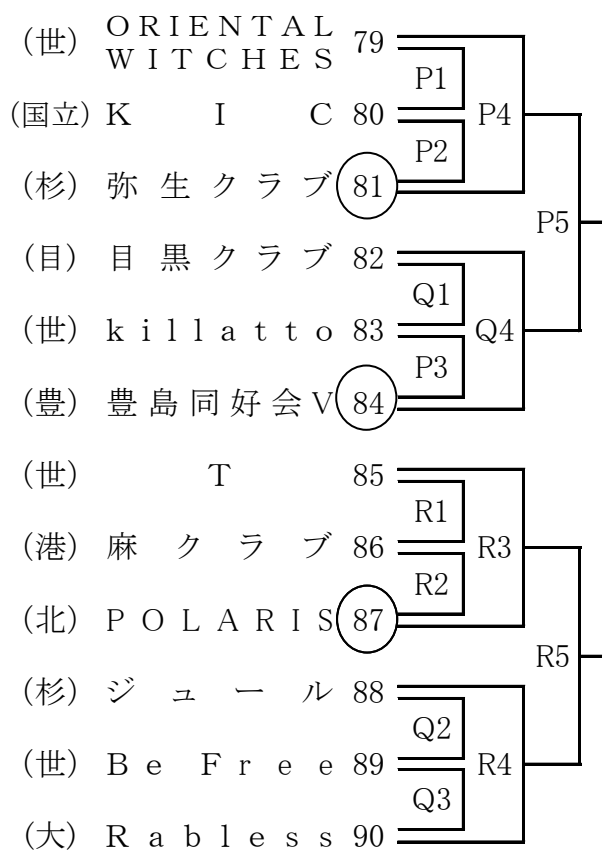 (世) ORIENTAL WITCHES 79
(国立) KIC 80
(杉) 弥生クラブ 81
(目) 目黒クラブ 82
(世) killatto 83
(豊) 豊島同好会V 84
(世) T 85
(港) 麻クラブ 86
(北) POLARIS 87
(杉) ジュール 88
(世) Be Free 89
(大) Rabless 90
P1
P2
P4
Q1
P3
Q4
P5
R1
R2
R3
Q2
Q3
R4
R5